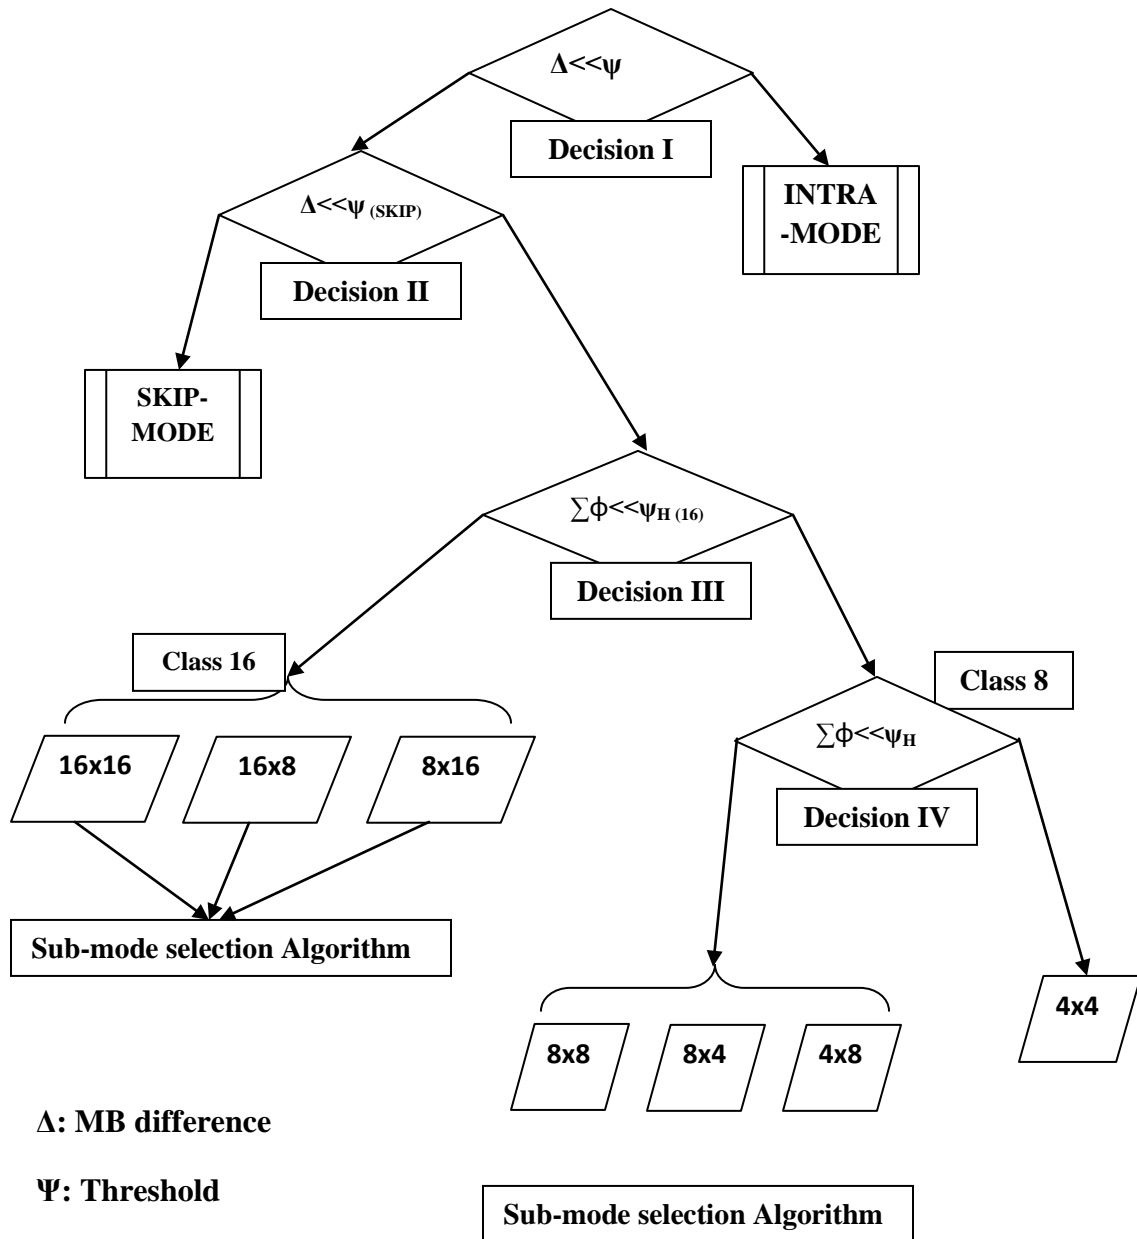 Δ<<ψ
Decision I
INTRA
-MODE
Δ<<ψ (SKIP)
Decision II
SKIP-
MODE
∑ϕ<<ψH (16)
Decision III
Class 16
Class 8
16x16
16x8
8x16
∑ϕ<<ψH
Decision IV
Sub-mode selection Algorithm
4x4
8x8
8x4
4x8
Δ: MB difference
Ψ: Threshold
Sub-mode selection Algorithm